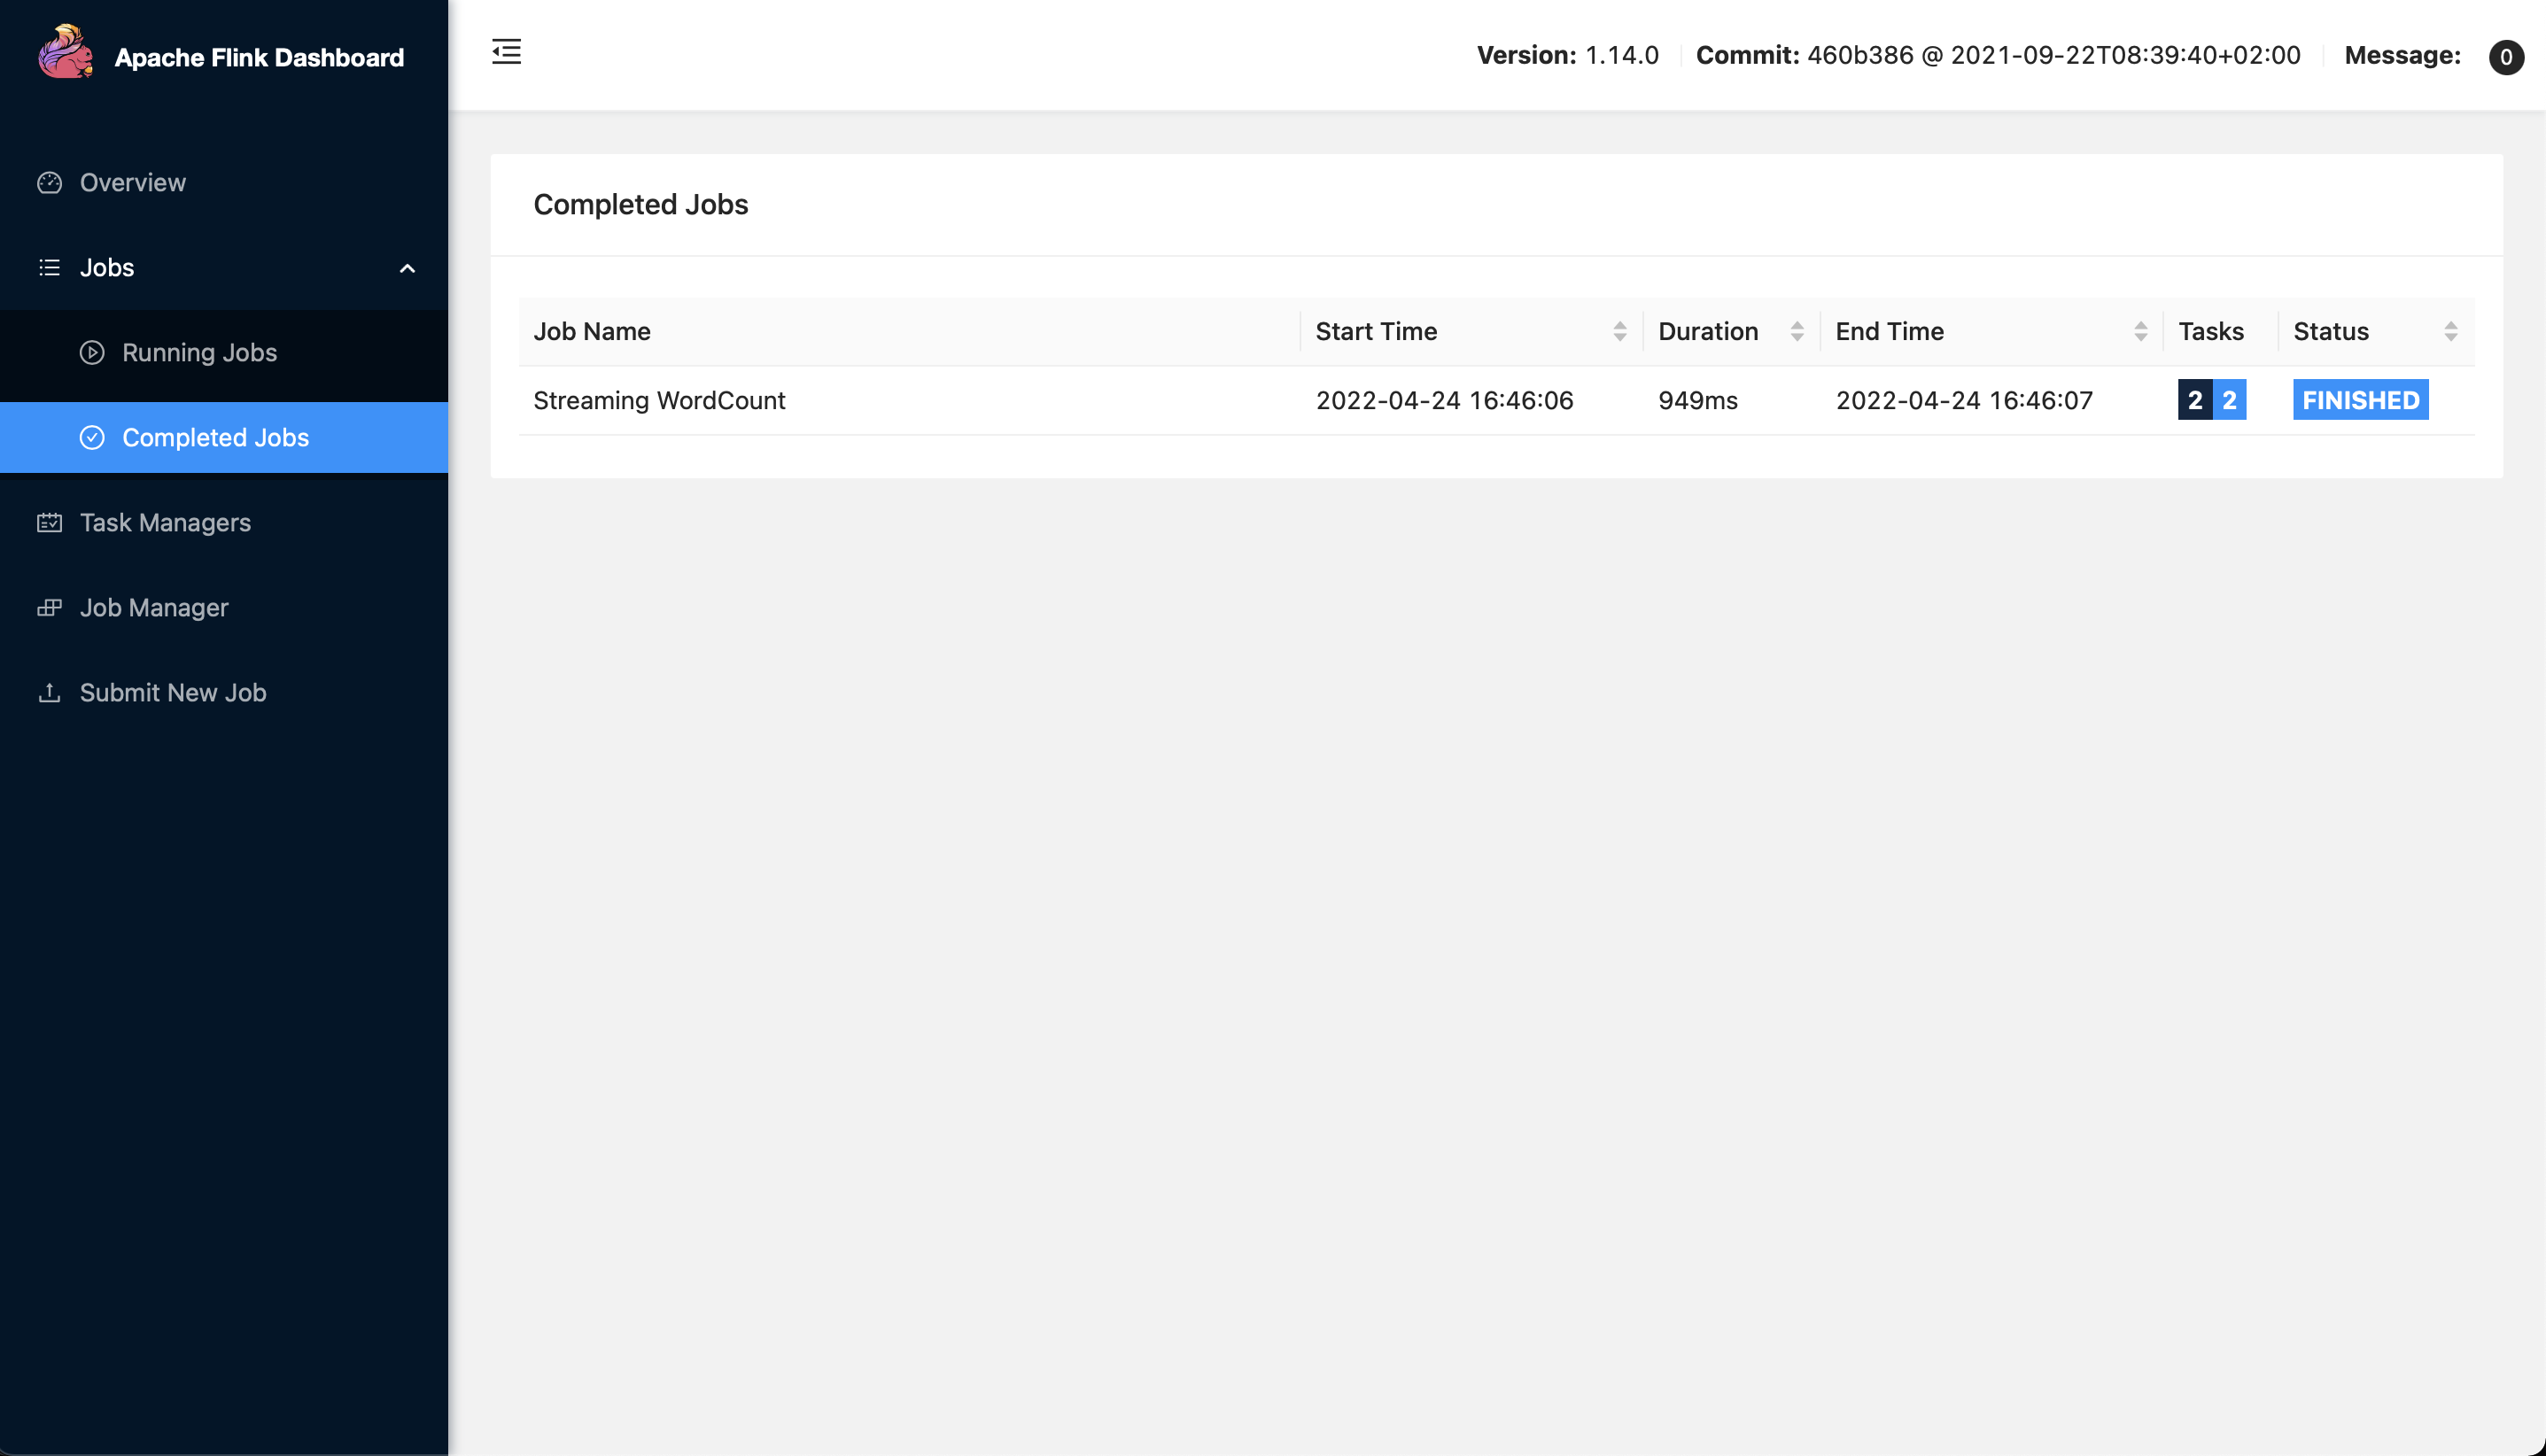 Apache Flink Dashboard
Version: 1.14.0 Commit: 460b386 @ 2021-09-22T08:39:40+02:00 Message: 0
Overview
Jobs
Running Jobs
Completed Jobs
Task Managers
Job Manager
Submit New Job
Completed Jobs
Job Name Start Time Duration End Time Tasks Status
Streaming WordCount 2022-04-24 16:46:06 949ms 2022-04-24 16:46:07 2 2 FINISHED